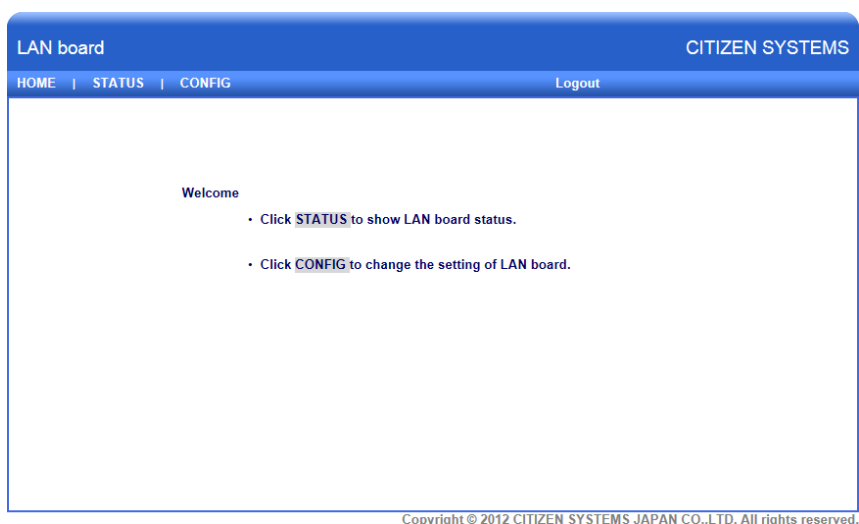 LAN board CITIZEN SYSTEMS
HOME | STATUS | CONFIG Logout
Welcome
• Click STATUS to show LAN board status.
• Click CONFIG to change the setting of LAN board.
Copyright © 2012 CITIZEN SYSTEMS JAPAN CO.,LTD. All rights reserved.